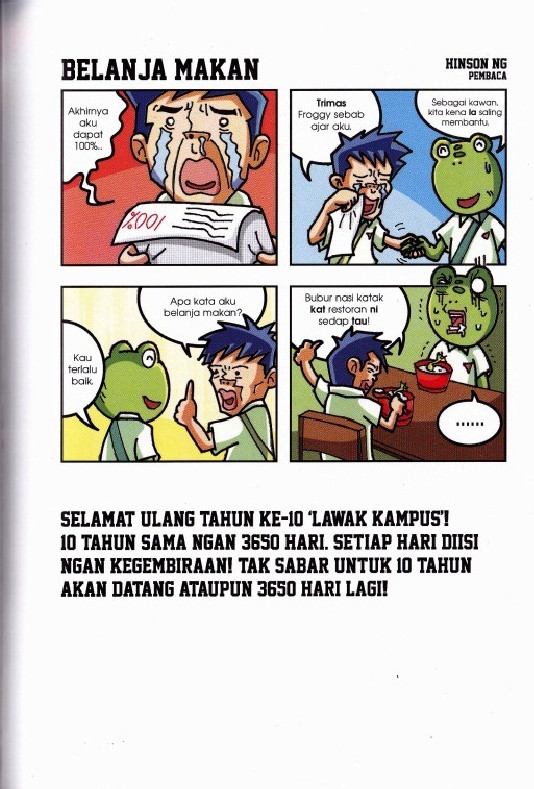 BELANJA MAKAN
HINSON NG
PEMBACA
Akhirnya
aku
dapat
100%..
100%
Trimas
Froggy sebab
ajar aku.
Sebagai kawan,
kita kena la saling
membantu.
Kau
terlalu
baik.
Apa kata aku
belanja makan?
Bubur nasi katak
kat restoran ni
sedap tau!
......
SELAMAT ULANG TAHUN KE-10 'LAWAK KAMPUS'!
10 TAHUN SAMA NGAN 3650 HARI. SETIAP HARI DIISI
NGAN KEGEMBIRAAN! TAK SABAR UNTUK 10 TAHUN
AKAN DATANG ATAUPUN 3650 HARI LAGI!